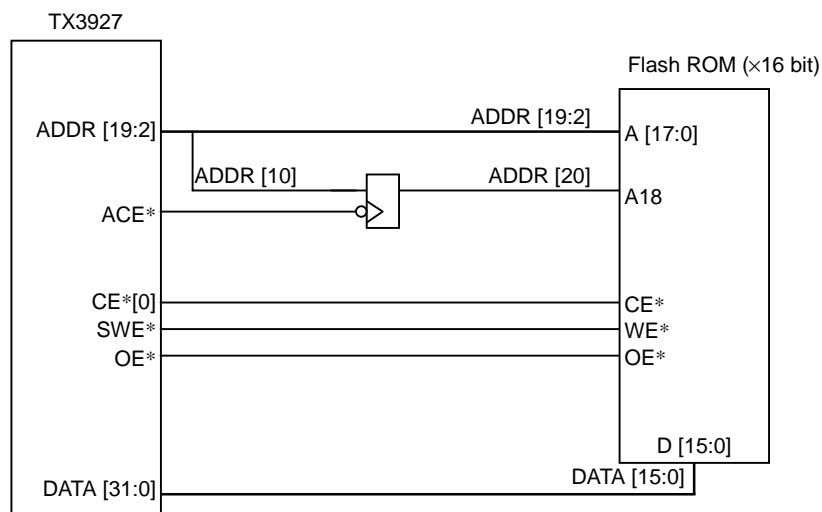 TX3927
Flash ROM (×16 bit)
ADDR [19:2]
ADDR [19:2]
A [17:0]
ADDR [10]
ADDR [20]
A18
ACE*
CE*[0]
CE*
SWE*
WE*
OE*
OE*
D [15:0]
DATA [15:0]
DATA [31:0]